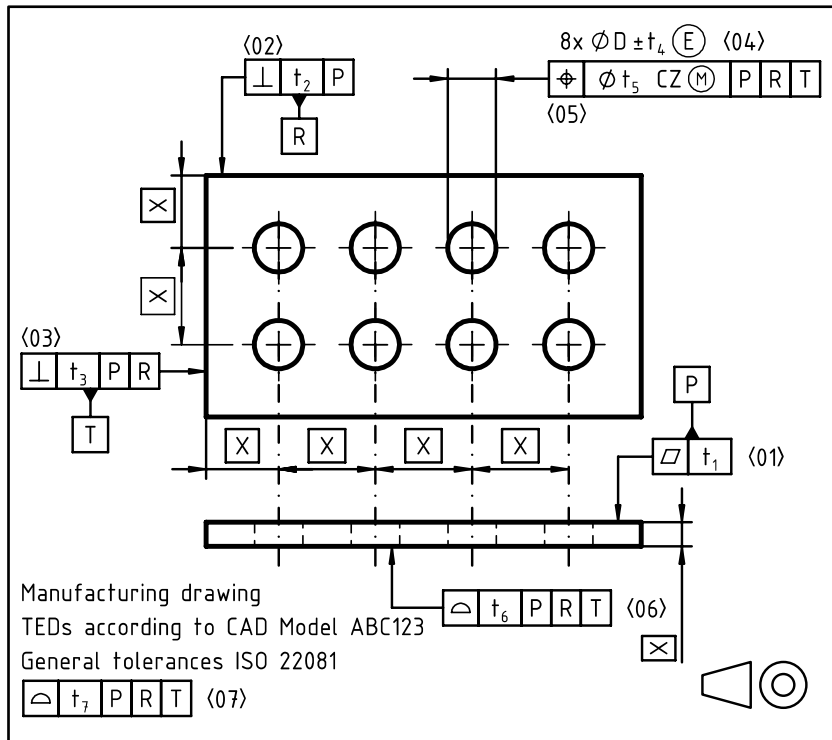 ⟨02⟩
⊥ t₂ P
R
8x ⌀D ±t₄ Ⓔ ⟨04⟩
⌖ ⌀t₅ CZ Ⓜ P R T
⟨05⟩
X
X
⟨03⟩
⊥ t₃ P R
T
X X X X
P
⏥ t₁ ⟨01⟩
⌓ t₆ P R T ⟨06⟩
X
Manufacturing drawing
TEDs according to CAD Model ABC123
General tolerances ISO 22081
⌓ t₇ P R T ⟨07⟩